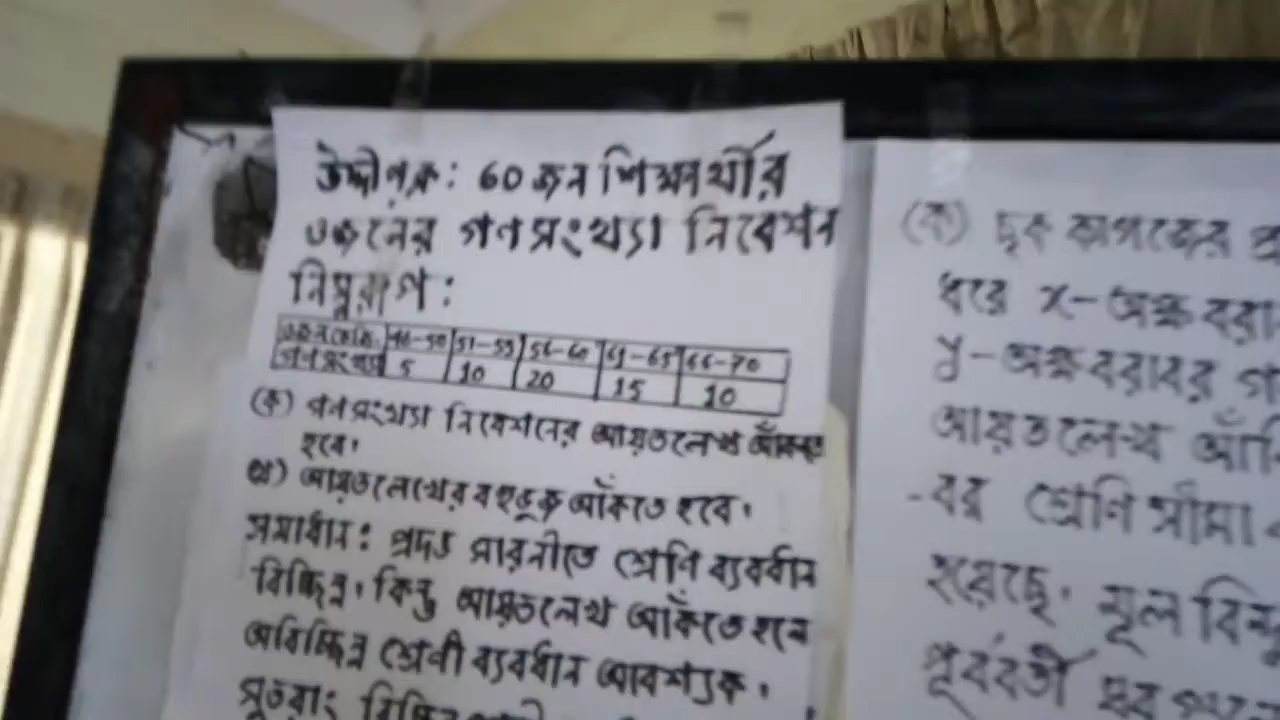 উদ্দীপক: 60 জন শিক্ষার্থীর
ওজনের গণসংখ্যা নিবেশন
নিম্নরূপ:
ওজন কেজি. 46-50 51-55 56-60 61-65 66-70
গণসংখ্যা 5 10 20 15 10
(ক) গণসংখ্যা নিবেশনের আয়তলেখ আঁকতে
হবে।
খ) আয়তলেখের বহুভুজ আঁকতে হবে।
সমাধান: প্রদত্ত সারনীতে শ্রেণি ব্যবধান
বিচ্ছিন্ন। কিন্তু আয়তলেখ আঁকতে হলে
অবিচ্ছিন্ন শ্রেণী ব্যবধান আবশ্যক।
সুতরাং
(ক) ছক কাগজের
ধরে x-অক্ষ বরা
y-অক্ষ বরাবর গ
আয়তলেখ আঁ
শ্রেণি সীমা
হয়েছে। মূল বিন্দু
পূর্ববর্তী